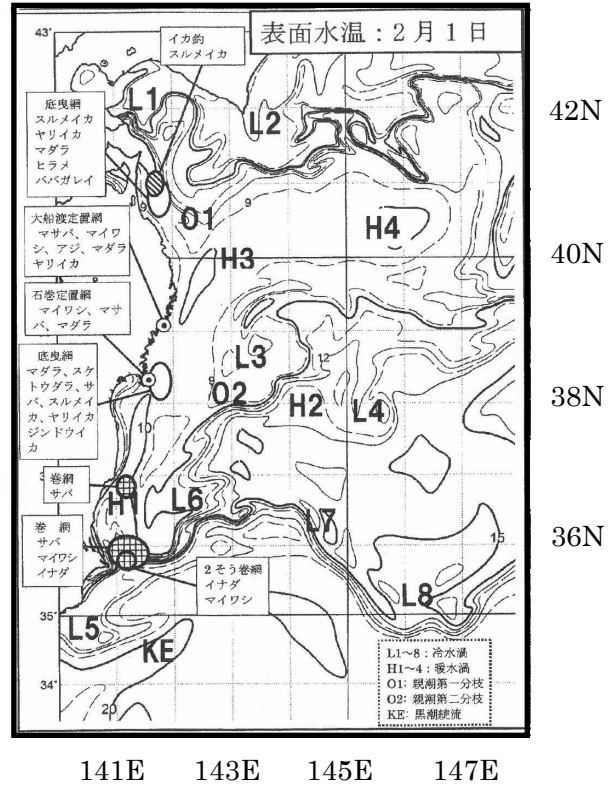 表面水温：２月１日
43°
イカ釣
スルメイカ
底曳網
スルメイカ
ヤリイカ
マダラ
ヒラメ
ババガレイ
L1
L2
42N
9
9
O1
H4
大船渡定置網
マサバ、マイワ
シ、アジ、マダラ
ヤリイカ
H3
40N
石巻定置網
マイワシ、マサ
バ、マダラ
L3
12
底曳網
マダラ、スケ
トウダラ、サ
バ、スルメイ
カ、ヤリイカ
ジンドウイ
カ
9
O2
H2
L4
38N
10
巻網
サバ
H1
L6
L7
36N
15
巻　網
サバ
マイワシ
イナダ
２そう巻網
イナダ
マイワシ
L8
35°
L5
KE
34°
20
L1～8：冷水渦
H1～4：暖水渦
O1：親潮第一分枝
O2：親潮第二分枝
KE：黒潮続流
141E
143E
145E
147E